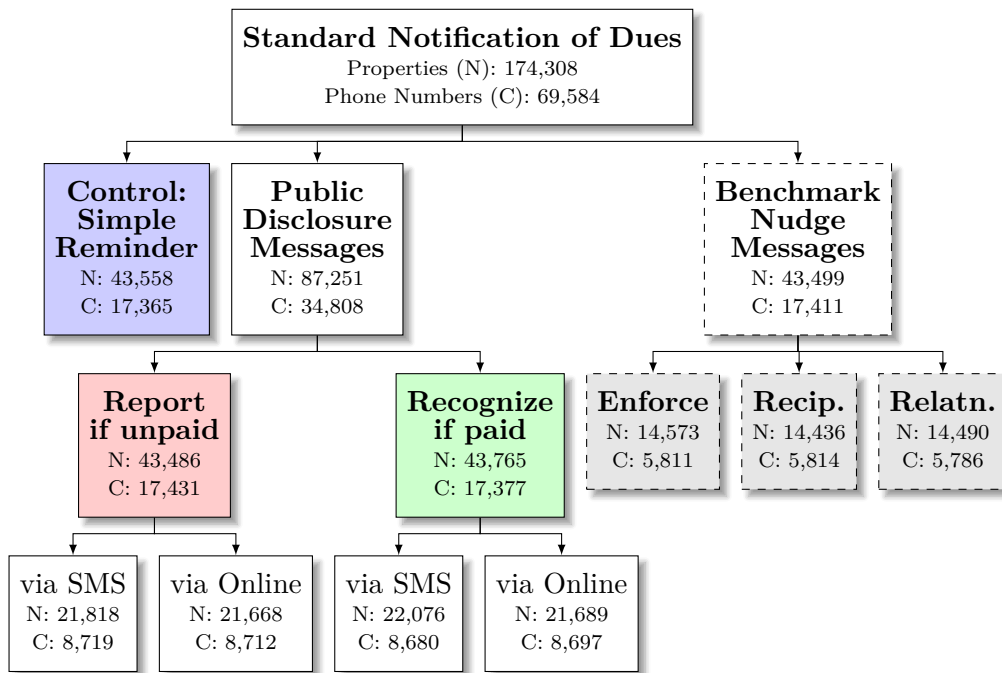 Standard Notification of Dues
Properties (N): 174,308
Phone Numbers (C): 69,584
Control:
Simple
Reminder
N: 43,558
C: 17,365
Public
Disclosure
Messages
N: 87,251
C: 34,808
Benchmark
Nudge
Messages
N: 43,499
C: 17,411
Report
if unpaid
N: 43,486
C: 17,431
Recognize
if paid
N: 43,765
C: 17,377
Enforce
N: 14,573
C: 5,811
Recip.
N: 14,436
C: 5,814
Relatn.
N: 14,490
C: 5,786
via SMS
N: 21,818
C: 8,719
via Online
N: 21,668
C: 8,712
via SMS
N: 22,076
C: 8,680
via Online
N: 21,689
C: 8,697